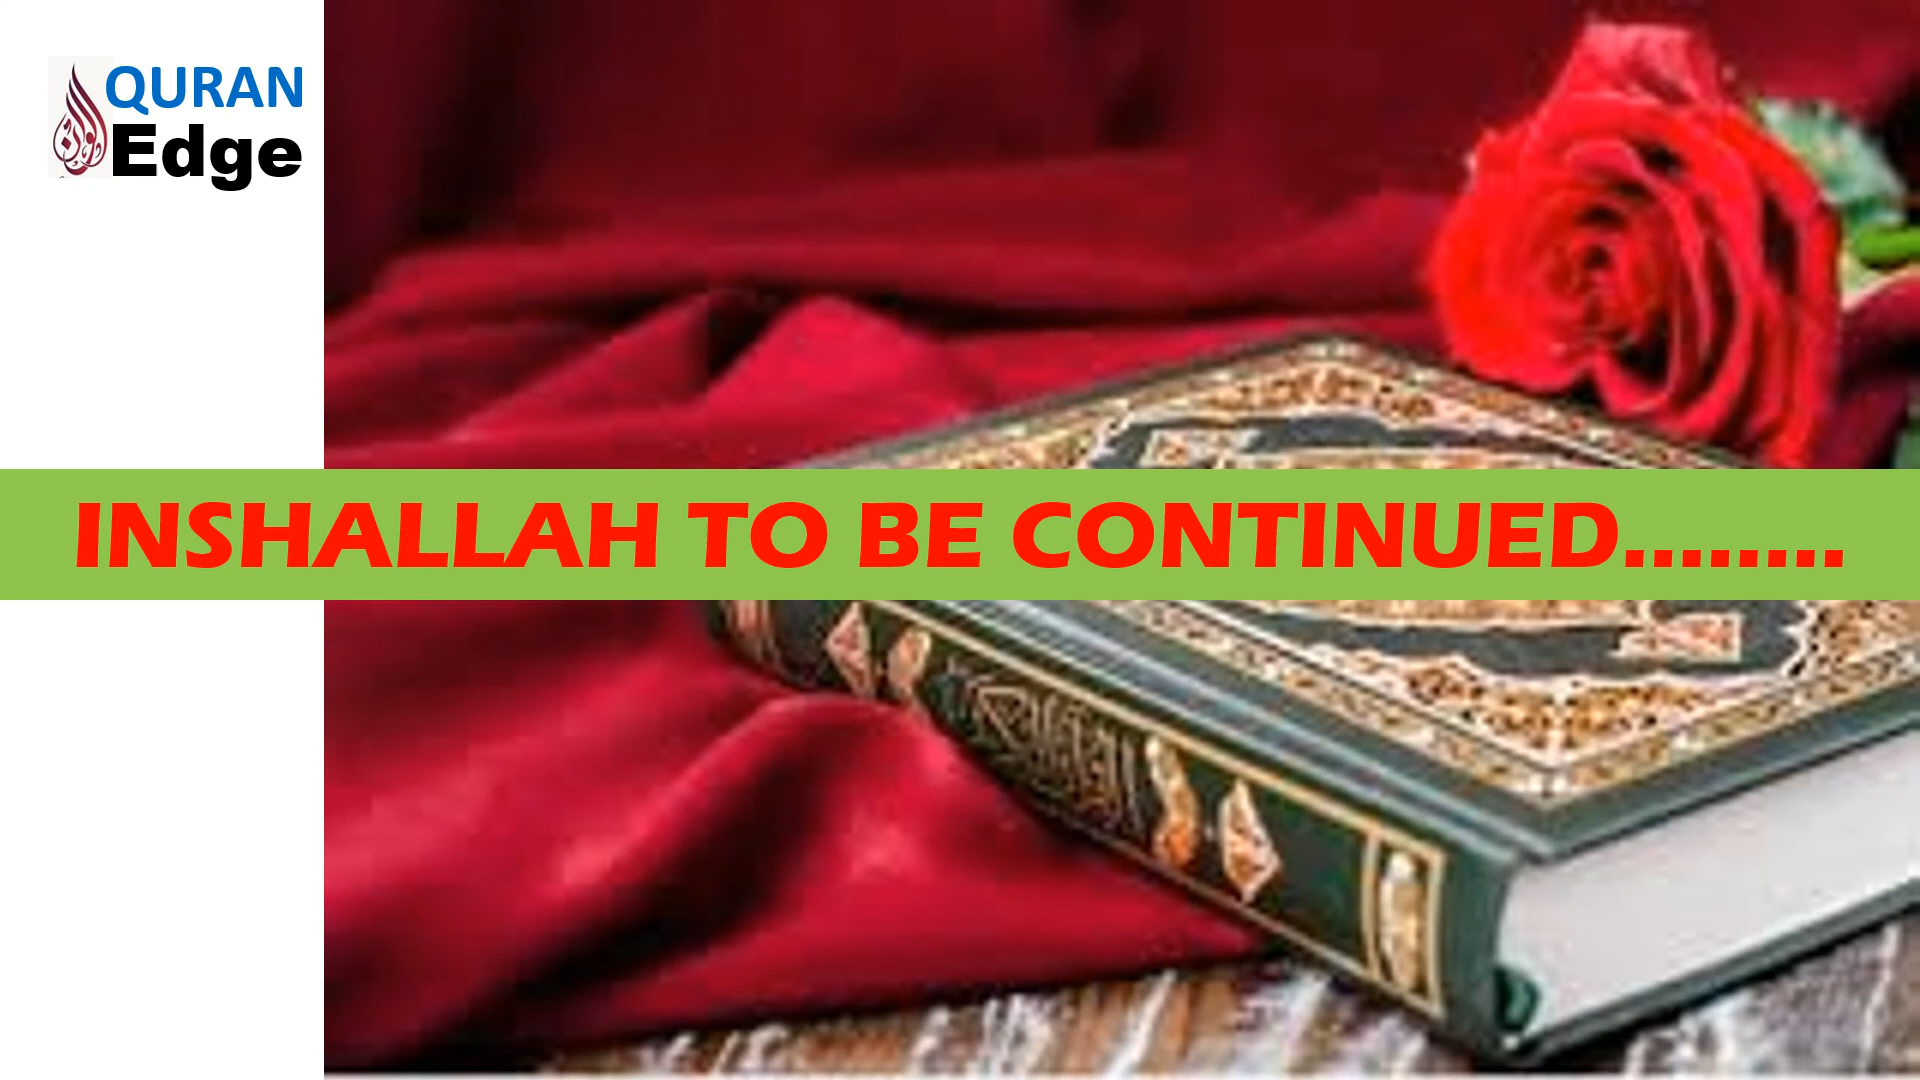 QURAN
Edge
INSHALLAH TO BE CONTINUED........